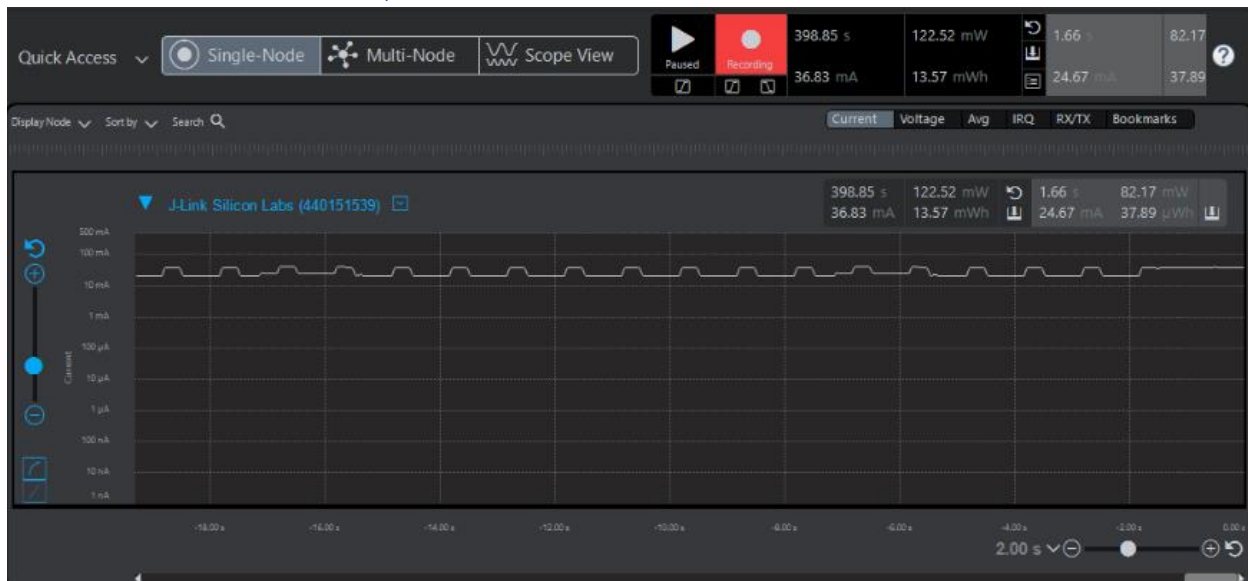 Quick Access Single-Node Multi-Node Scope View
Paused Recording
398.85 s 122.52 mW 1.66 s 82.17
36.83 mA 13.57 mWh 24.67 mA 37.89
?
Display Node Sort by Search
Current Voltage Avg IRQ RX/TX Bookmarks
J-Link Silicon Labs (440151539)
398.85 s 122.52 mW 1.66 s 82.17 mW
36.83 mA 13.57 mWh 24.67 mA 37.89 µWh
500 mA
100 mA
10 mA
1 mA
100 µA
10 µA
1 µA
100 nA
10 nA
1 nA
Current
-18.00 s -16.00 s -14.00 s -12.00 s -10.00 s -8.00 s -6.00 s -4.00 s -2.00 s 0.00 s
2.00 s